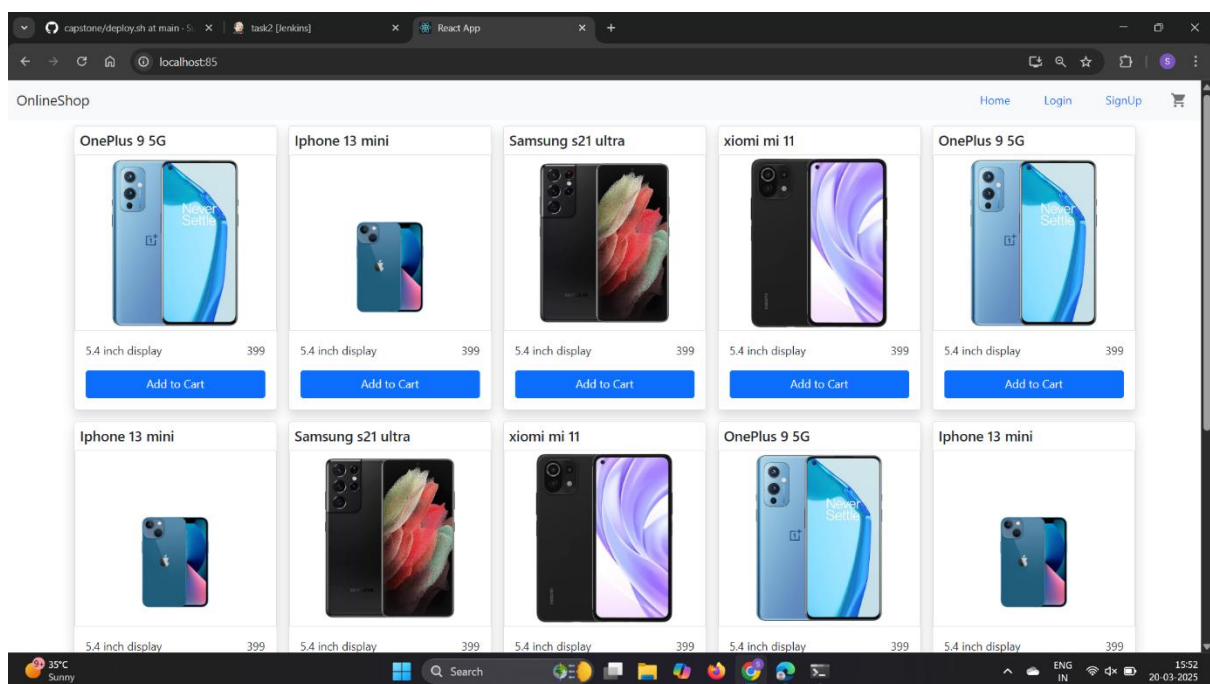 capstone/deploy.sh at main · S
task2 [Jenkins]
React App
localhost:85
S
OnlineShop
Home Login SignUp
OnePlus 9 5G Iphone 13 mini Samsung s21 ultra xiomi mi 11 OnePlus 9 5G
Never Never
Settle Settle
5.4 inch display 399 5.4 inch display 399 5.4 inch display 399 5.4 inch display 399 5.4 inch display 399
Add to Cart Add to Cart Add to Cart Add to Cart Add to Cart
Iphone 13 mini Samsung s21 ultra xiomi mi 11 OnePlus 9 5G Iphone 13 mini
Never
Settle
5.4 inch display 399 5.4 inch display 399 5.4 inch display 399 5.4 inch display 399 5.4 inch display 399
9+ 35°C
Sunny
Search
ENG
IN
15:52
20-03-2025